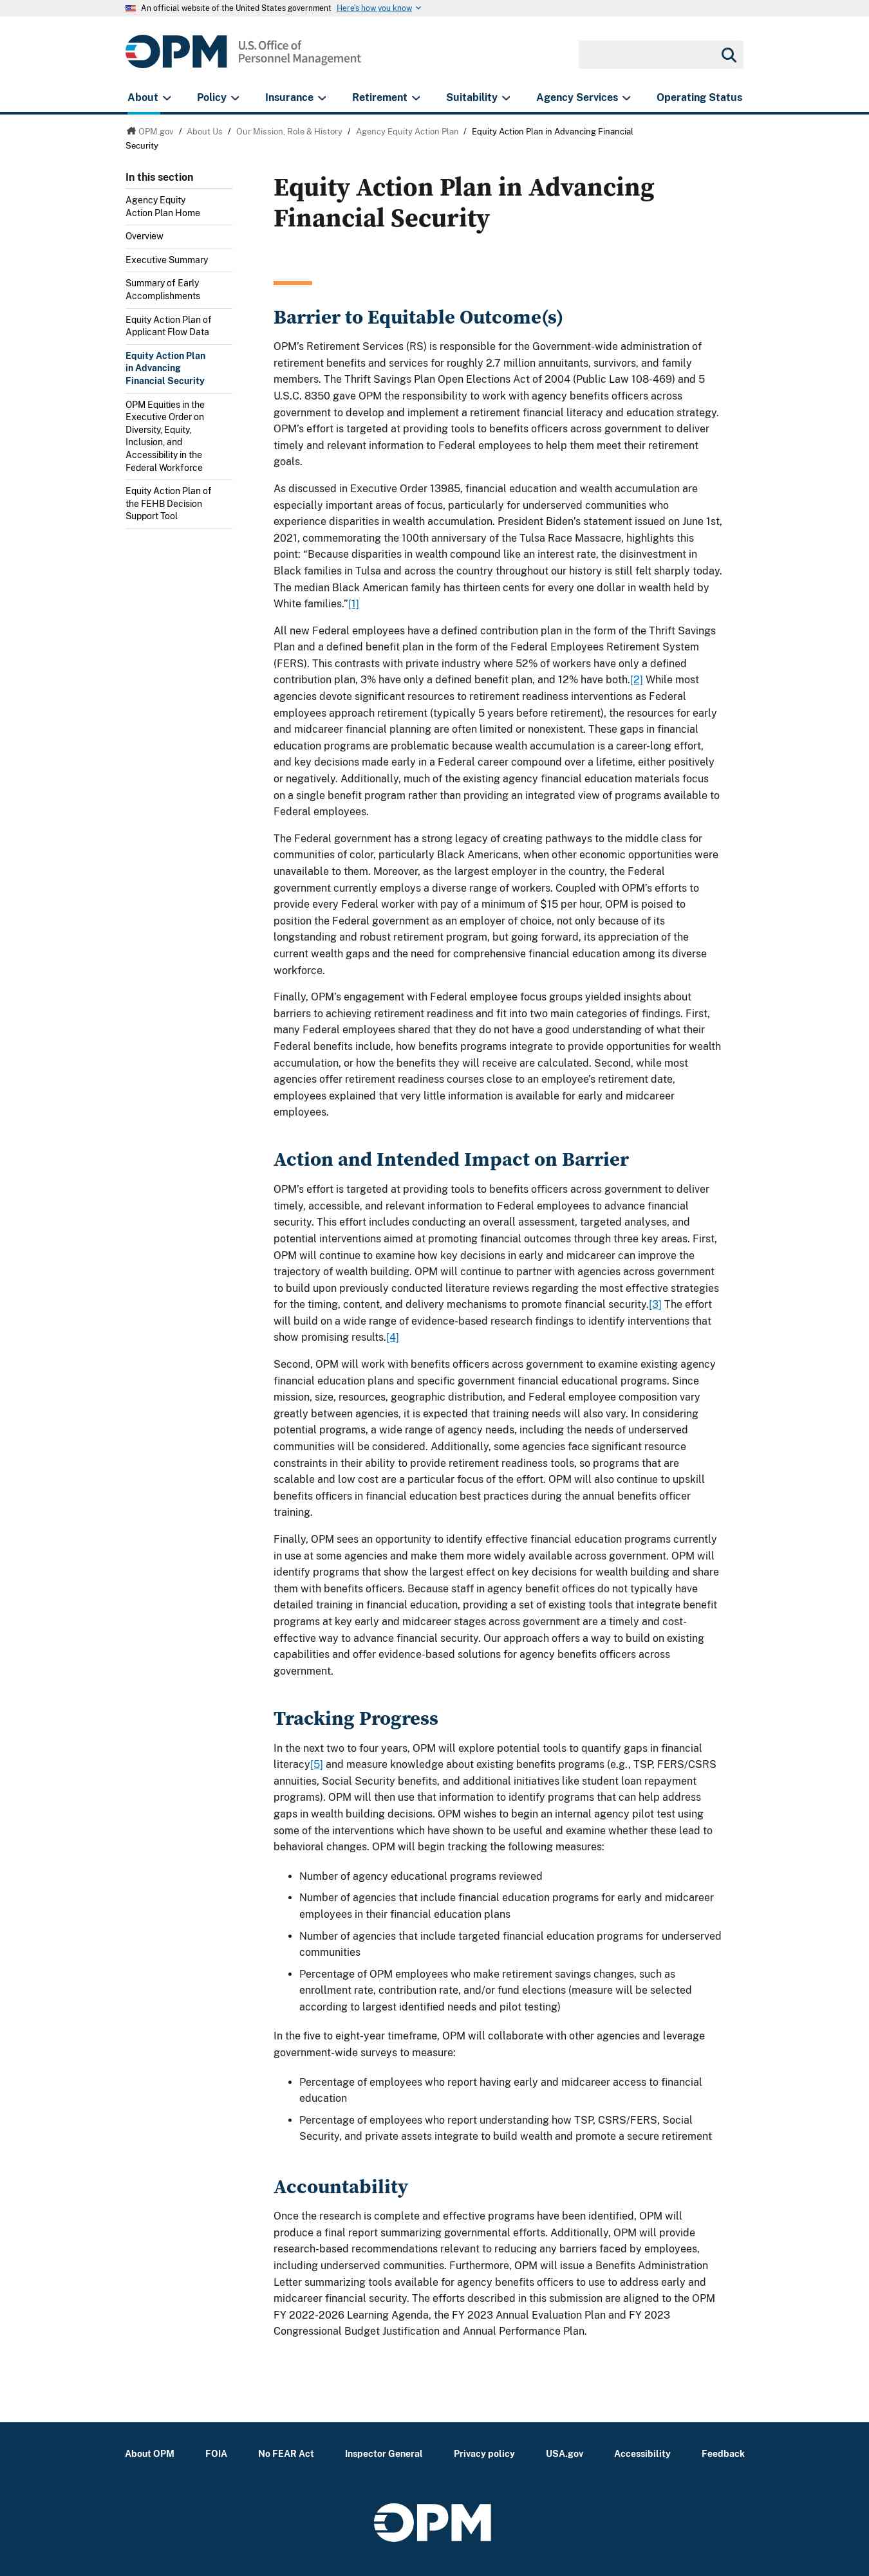 An official website of the United States government Here's how you know
OPM U.S. Office of
Personnel Management
About Policy Insurance Retirement Suitability Agency Services Operating Status
OPM.gov / About Us / Our Mission, Role & History / Agency Equity Action Plan / Equity Action Plan in Advancing Financial
Security
In this section
Agency Equity
Action Plan Home
Overview
Executive Summary
Summary of Early
Accomplishments
Equity Action Plan of
Applicant Flow Data
Equity Action Plan
in Advancing
Financial Security
OPM Equities in the
Executive Order on
Diversity, Equity,
Inclusion, and
Accessibility in the
Federal Workforce
Equity Action Plan of
the FEHB Decision
Support Tool
Equity Action Plan in Advancing
Financial Security
Barrier to Equitable Outcome(s)
OPM's Retirement Services (RS) is responsible for the Government-wide administration of
retirement benefits and services for roughly 2.7 million annuitants, survivors, and family
members. The Thrift Savings Plan Open Elections Act of 2004 (Public Law 108-469) and 5
U.S.C. 8350 gave OPM the responsibility to work with agency benefits officers across
government to develop and implement a retirement financial literacy and education strategy.
OPM's effort is targeted at providing tools to benefits officers across government to deliver
timely and relevant information to Federal employees to help them meet their retirement
goals.
As discussed in Executive Order 13985, financial education and wealth accumulation are
especially important areas of focus, particularly for underserved communities who
experience disparities in wealth accumulation. President Biden's statement issued on June 1st,
2021, commemorating the 100th anniversary of the Tulsa Race Massacre, highlights this
point: “Because disparities in wealth compound like an interest rate, the disinvestment in
Black families in Tulsa and across the country throughout our history is still felt sharply today.
The median Black American family has thirteen cents for every one dollar in wealth held by
White families.”[1]
All new Federal employees have a defined contribution plan in the form of the Thrift Savings
Plan and a defined benefit plan in the form of the Federal Employees Retirement System
(FERS). This contrasts with private industry where 52% of workers have only a defined
contribution plan, 3% have only a defined benefit plan, and 12% have both.[2] While most
agencies devote significant resources to retirement readiness interventions as Federal
employees approach retirement (typically 5 years before retirement), the resources for early
and midcareer financial planning are often limited or nonexistent. These gaps in financial
education programs are problematic because wealth accumulation is a career-long effort,
and key decisions made early in a Federal career compound over a lifetime, either positively
or negatively. Additionally, much of the existing agency financial education materials focus
on a single benefit program rather than providing an integrated view of programs available to
Federal employees.
The Federal government has a strong legacy of creating pathways to the middle class for
communities of color, particularly Black Americans, when other economic opportunities were
unavailable to them. Moreover, as the largest employer in the country, the Federal
government currently employs a diverse range of workers. Coupled with OPM's efforts to
provide every Federal worker with pay of a minimum of $15 per hour, OPM is poised to
position the Federal government as an employer of choice, not only because of its
longstanding and robust retirement program, but going forward, its appreciation of the
current wealth gaps and the need for comprehensive financial education among its diverse
workforce.
Finally, OPM's engagement with Federal employee focus groups yielded insights about
barriers to achieving retirement readiness and fit into two main categories of findings. First,
many Federal employees shared that they do not have a good understanding of what their
Federal benefits include, how benefits programs integrate to provide opportunities for wealth
accumulation, or how the benefits they will receive are calculated. Second, while most
agencies offer retirement readiness courses close to an employee's retirement date,
employees explained that very little information is available for early and midcareer
employees.
Action and Intended Impact on Barrier
OPM's effort is targeted at providing tools to benefits officers across government to deliver
timely, accessible, and relevant information to Federal employees to advance financial
security. This effort includes conducting an overall assessment, targeted analyses, and
potential interventions aimed at promoting financial outcomes through three key areas. First,
OPM will continue to examine how key decisions in early and midcareer can improve the
trajectory of wealth building. OPM will continue to partner with agencies across government
to build upon previously conducted literature reviews regarding the most effective strategies
for the timing, content, and delivery mechanisms to promote financial security.[3] The effort
will build on a wide range of evidence-based research findings to identify interventions that
show promising results.[4]
Second, OPM will work with benefits officers across government to examine existing agency
financial education plans and specific government financial educational programs. Since
mission, size, resources, geographic distribution, and Federal employee composition vary
greatly between agencies, it is expected that training needs will also vary. In considering
potential programs, a wide range of agency needs, including the needs of underserved
communities will be considered. Additionally, some agencies face significant resource
constraints in their ability to provide retirement readiness tools, so programs that are
scalable and low cost are a particular focus of the effort. OPM will also continue to upskill
benefits officers in financial education best practices during the annual benefits officer
training.
Finally, OPM sees an opportunity to identify effective financial education programs currently
in use at some agencies and make them more widely available across government. OPM will
identify programs that show the largest effect on key decisions for wealth building and share
them with benefits officers. Because staff in agency benefit offices do not typically have
detailed training in financial education, providing a set of existing tools that integrate benefit
programs at key early and midcareer stages across government are a timely and cost-
effective way to advance financial security. Our approach offers a way to build on existing
capabilities and offer evidence-based solutions for agency benefits officers across
government.
Tracking Progress
In the next two to four years, OPM will explore potential tools to quantify gaps in financial
literacy[5] and measure knowledge about existing benefits programs (e.g., TSP, FERS/CSRS
annuities, Social Security benefits, and additional initiatives like student loan repayment
programs). OPM will then use that information to identify programs that can help address
gaps in wealth building decisions. OPM wishes to begin an internal agency pilot test using
some of the interventions which have shown to be useful and examine whether these lead to
behavioral changes. OPM will begin tracking the following measures:
• Number of agency educational programs reviewed
• Number of agencies that include financial education programs for early and midcareer
employees in their financial education plans
• Number of agencies that include targeted financial education programs for underserved
communities
• Percentage of OPM employees who make retirement savings changes, such as
enrollment rate, contribution rate, and/or fund elections (measure will be selected
according to largest identified needs and pilot testing)
In the five to eight-year timeframe, OPM will collaborate with other agencies and leverage
government-wide surveys to measure:
• Percentage of employees who report having early and midcareer access to financial
education
• Percentage of employees who report understanding how TSP, CSRS/FERS, Social
Security, and private assets integrate to build wealth and promote a secure retirement
Accountability
Once the research is complete and effective programs have been identified, OPM will
produce a final report summarizing governmental efforts. Additionally, OPM will provide
research-based recommendations relevant to reducing any barriers faced by employees,
including underserved communities. Furthermore, OPM will issue a Benefits Administration
Letter summarizing tools available for agency benefits officers to use to address early and
midcareer financial security. The efforts described in this submission are aligned to the OPM
FY 2022-2026 Learning Agenda, the FY 2023 Annual Evaluation Plan and FY 2023
Congressional Budget Justification and Annual Performance Plan.
About OPM FOIA No FEAR Act Inspector General Privacy policy USA.gov Accessibility Feedback
OPM